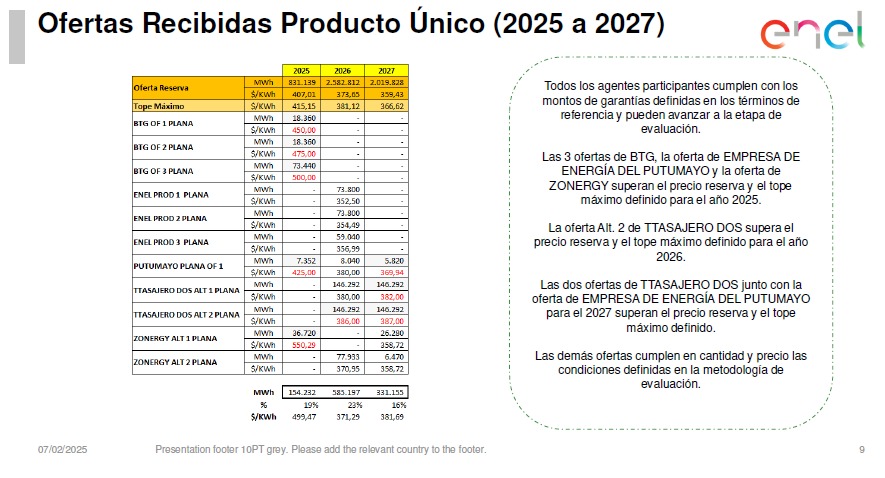 Ofertas Recibidas Producto Único (2025 a 2027)
enel
2025 2026 2027
Oferta Reserva MWh 831.139 2.582.812 2.019.828
$/KWh 407,01 373,65 359,43
Tope Máximo $/KWh 415,15 381,12 366,62
BTG OF 1 PLANA MWh 18.360 - -
$/KWh 450,00 - -
BTG OF 2 PLANA MWh 18.360 - -
$/KWh 475,00 - -
BTG OF 3 PLANA MWh 73.440 - -
$/KWh 500,00 - -
ENEL PROD 1 PLANA MWh - 73.800 -
$/KWh - 352,50 -
ENEL PROD 2 PLANA MWh - 73.800 -
$/KWh - 354,49 -
ENEL PROD 3 PLANA MWh - 59.040 -
$/KWh - 356,99 -
PUTUMAYO PLANA OF 1 MWh 7.352 8.040 5.820
$/KWh 425,00 380,00 369,94
TTASAJERO DOS ALT 1 PLANA MWh - 146.292 146.292
$/KWh - 380,00 382,00
TTASAJERO DOS ALT 2 PLANA MWh - 146.292 146.292
$/KWh - 386,00 387,00
ZONERGY ALT 1 PLANA MWh 36.720 - 26.280
$/KWh 550,29 - 358,72
ZONERGY ALT 2 PLANA MWh - 77.933 6.470
$/KWh - 370,95 358,72
MWh 154.232 585.197 331.155
% 19% 23% 16%
$/KWh 499,47 371,29 381,69
Todos los agentes participantes cumplen con los
montos de garantías definidas en los términos de
referencia y pueden avanzar a la etapa de
evaluación.
Las 3 ofertas de BTG, la oferta de EMPRESA DE
ENERGÍA DEL PUTUMAYO y la oferta de
ZONERGY superan el precio reserva y el tope
máximo definido para el año 2025.
La oferta Alt. 2 de TTASAJERO DOS supera el
precio reserva y el tope máximo definido para el año
2026.
Las dos ofertas de TTASAJERO DOS junto con la
oferta de EMPRESA DE ENERGÍA DEL PUTUMAYO
para el 2027 superan el precio reserva y el tope
máximo definido.
Las demás ofertas cumplen en cantidad y precio las
condiciones definidas en la metodología de
evaluación.
07/02/2025
Presentation footer 10PT grey. Please add the relevant country to the footer.
9